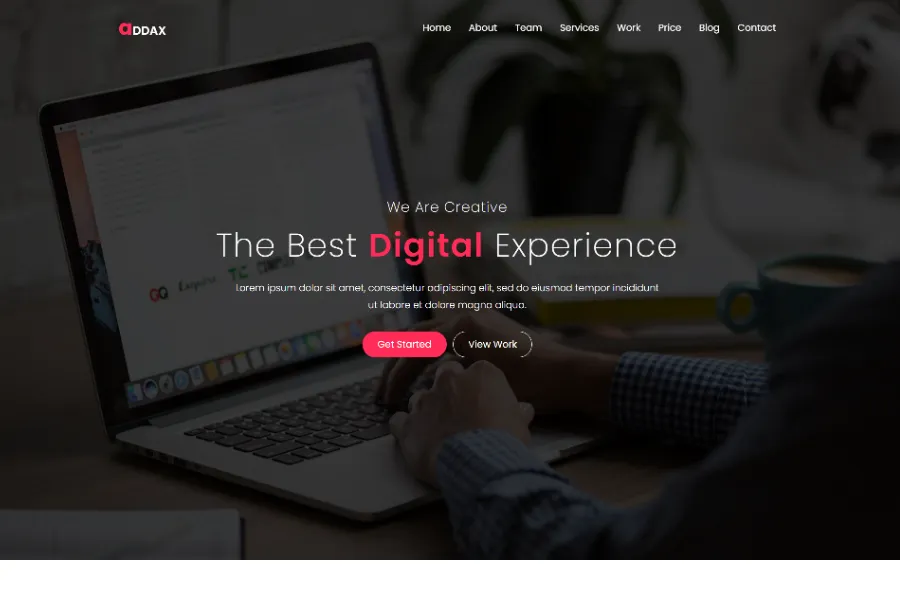 aDDAX
Home About Team Services Work Price Blog Contact
We Are Creative
The Best Digital Experience
Lorem ipsum dolor sit amet, consectetur adipiscing elit, sed do eiusmod tempor incididunt
ut labore et dolore magna aliqua.
GQ Esquire
Get Started View Work